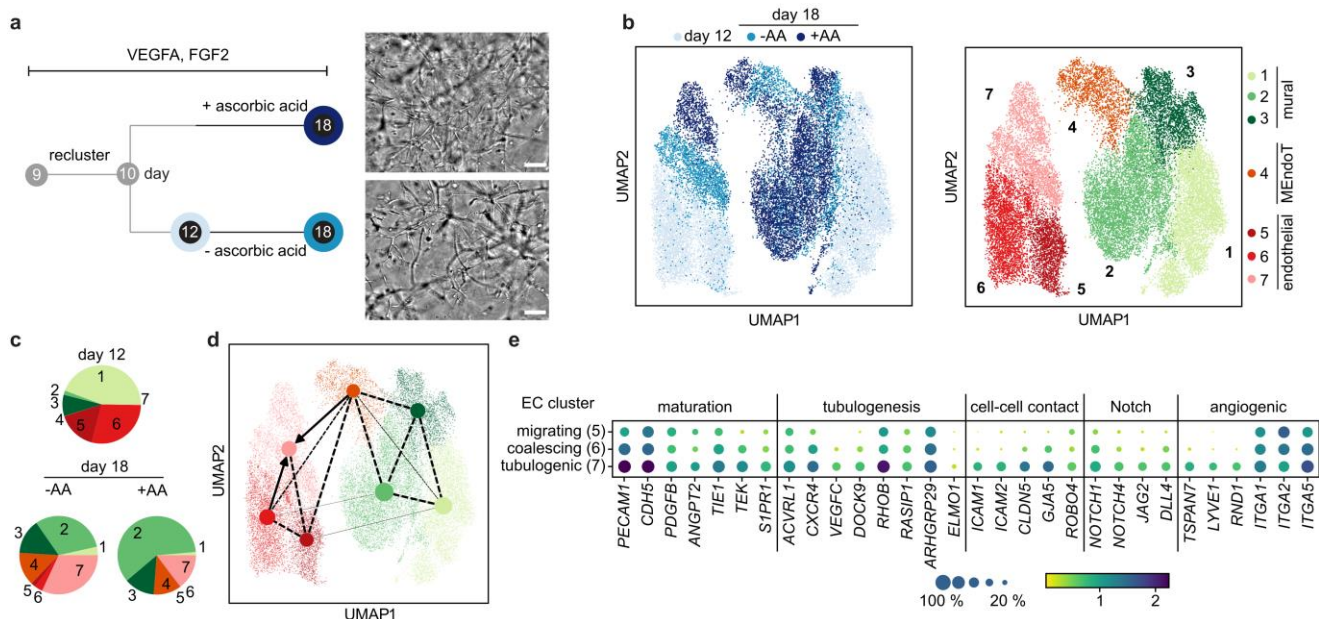 a
VEGFA, FGF2
+ ascorbic acid
18
recluster
9
10
day
12
18
- ascorbic acid
b
day 18
day 12
-AA
+AA
UMAP2
UMAP1
7
3
4
6
5
2
1
UMAP2
UMAP1
1
2
3
mural
4
MEndoT
5
6
7
endothelial
c
day 12
1
2
3
4
5
6
7
day 18
-AA
+AA
3
2
1
4
7
5
6
2
1
7
3
4
5
6
d
UMAP2
UMAP1
e
EC cluster
maturation
tubulogenesis
cell-cell contact
Notch
angiogenic
migrating (5)
coalescing (6)
tubulogenic (7)
PECAM1
CDH5
PDGFB
ANGPT2
TIE1
TEK
S1PR1
ACVRL1
CXCR4
VEGFC
DOCK9
RHOB
RASIP1
ARHGRP29
ELMO1
ICAM1
ICAM2
CLDN5
GJA5
ROBO4
NOTCH1
NOTCH4
JAG2
DLL4
TSPAN7
LYVE1
RND1
ITGA1
ITGA2
ITGA5
100 %
20 %
1
2